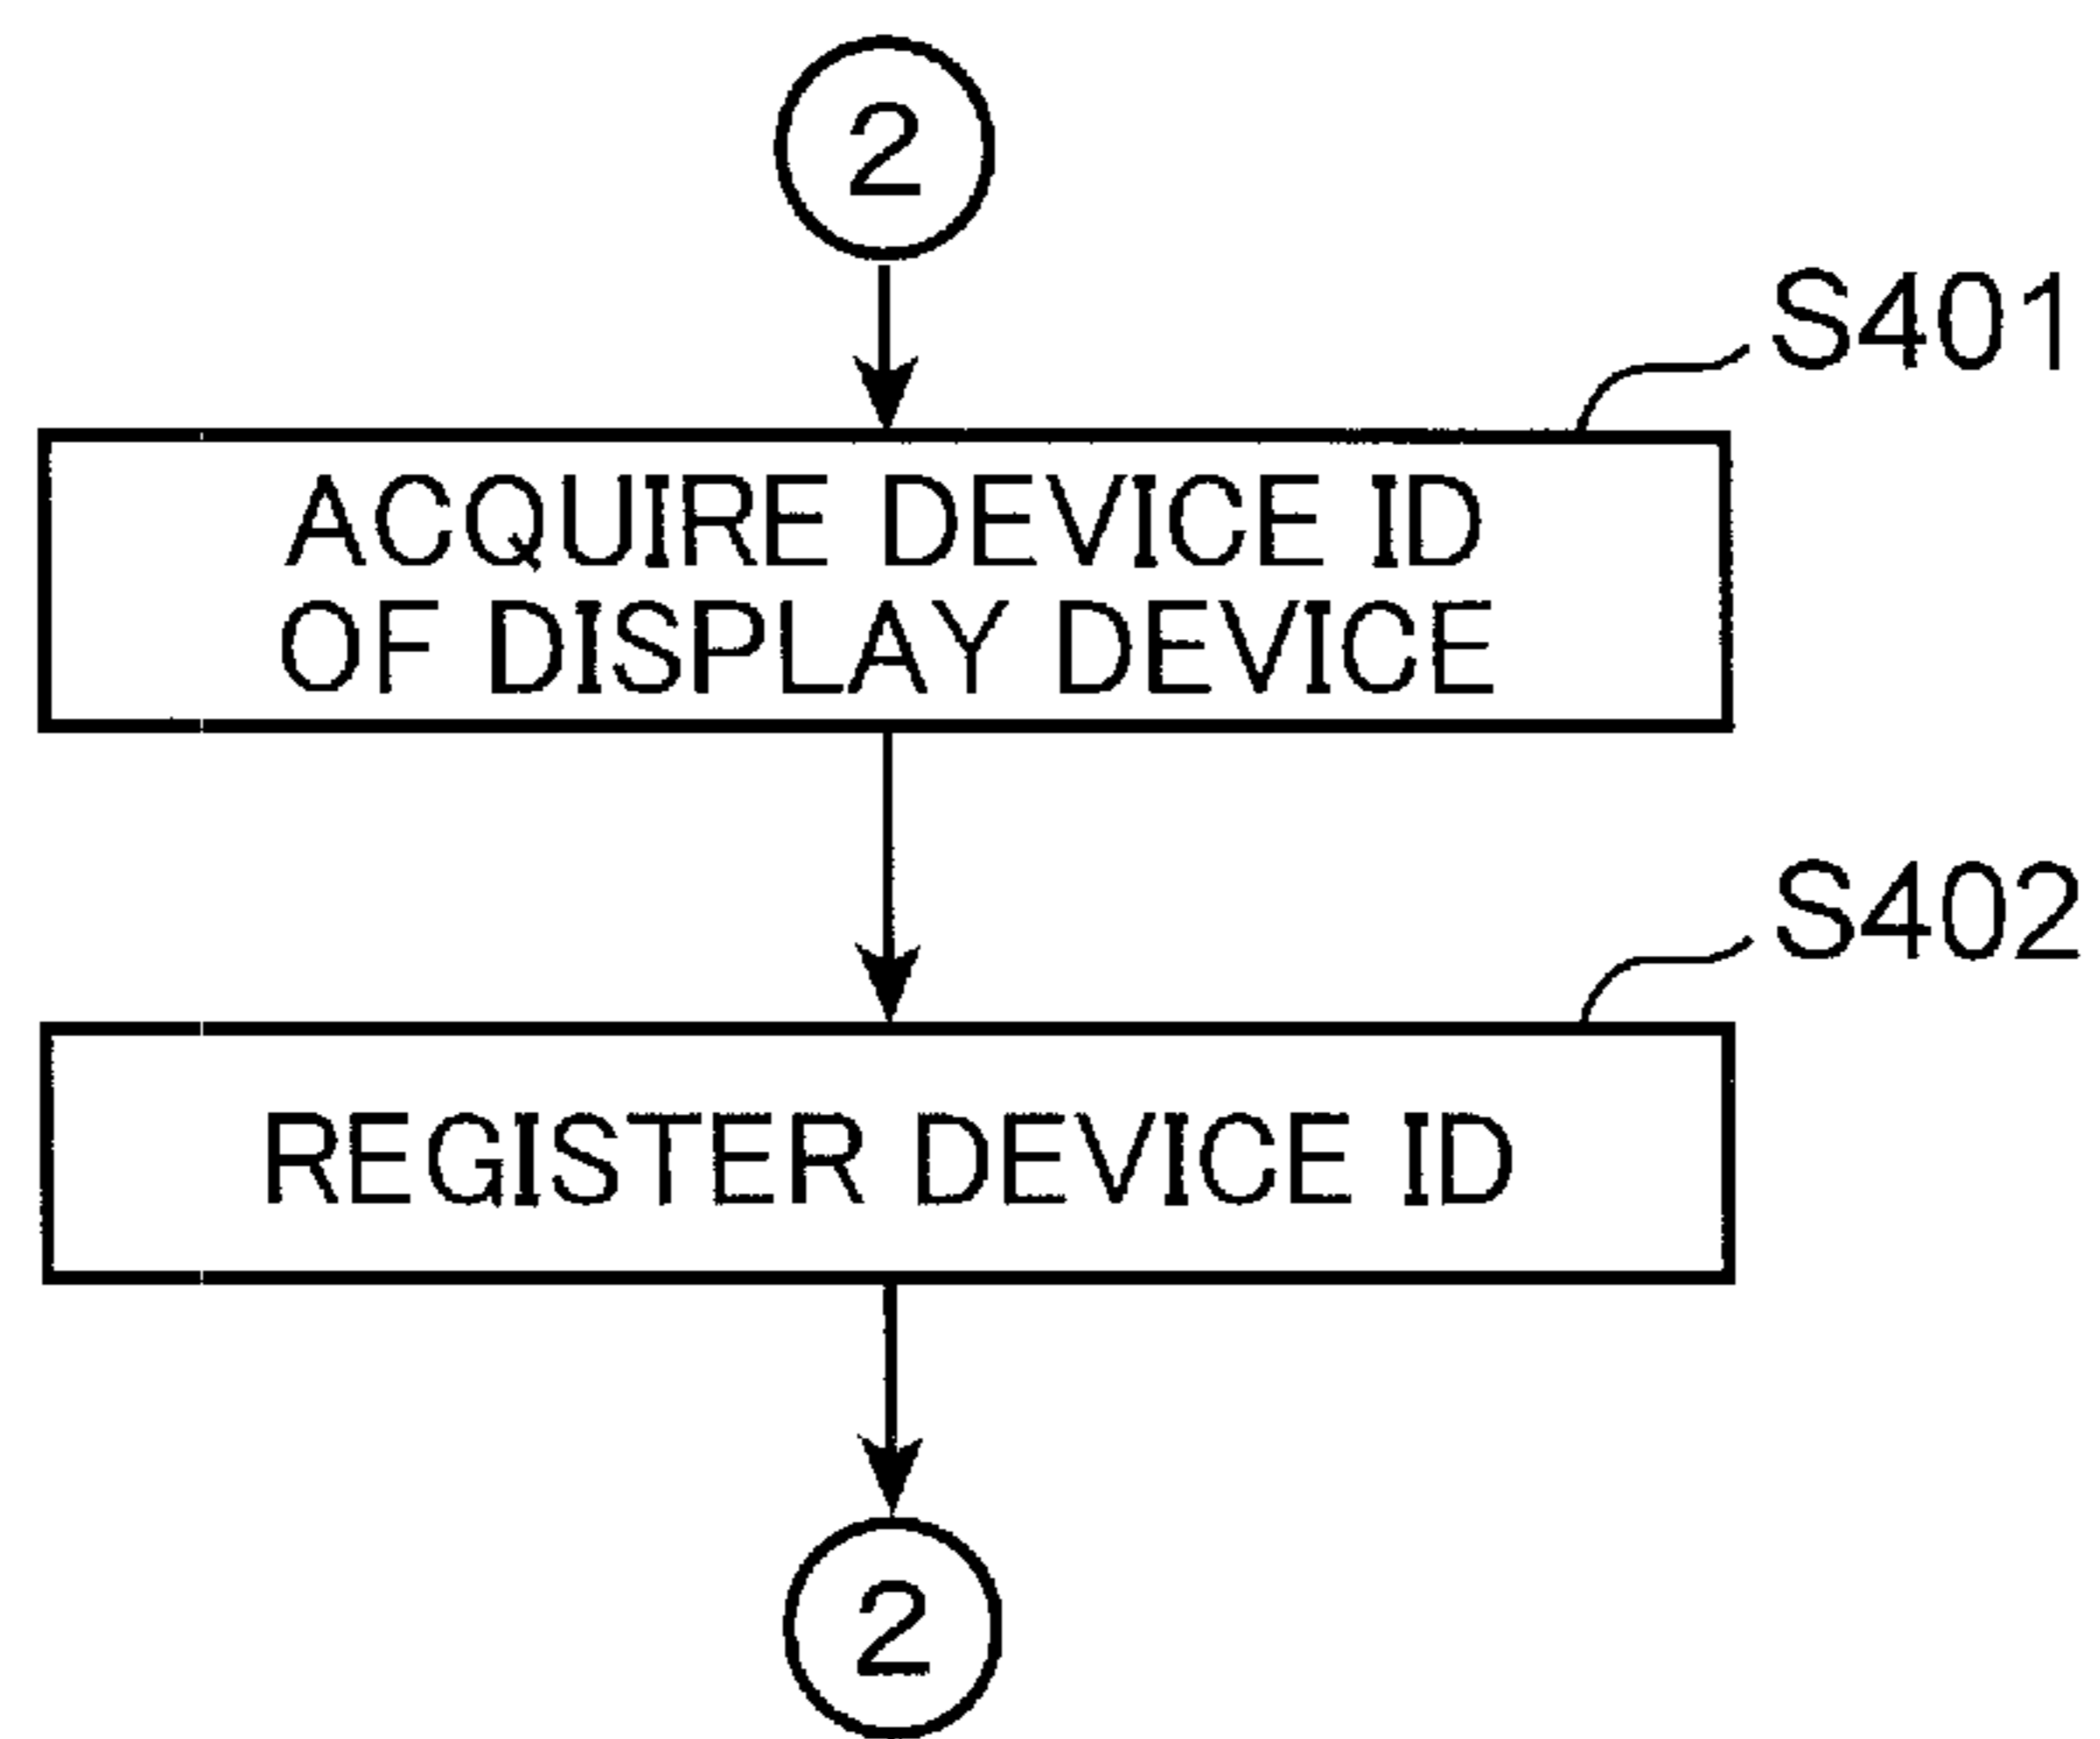 2
S401
ACQUIRE DEVICE ID
OF DISPLAY DEVICE
S402
REGISTER DEVICE ID
2